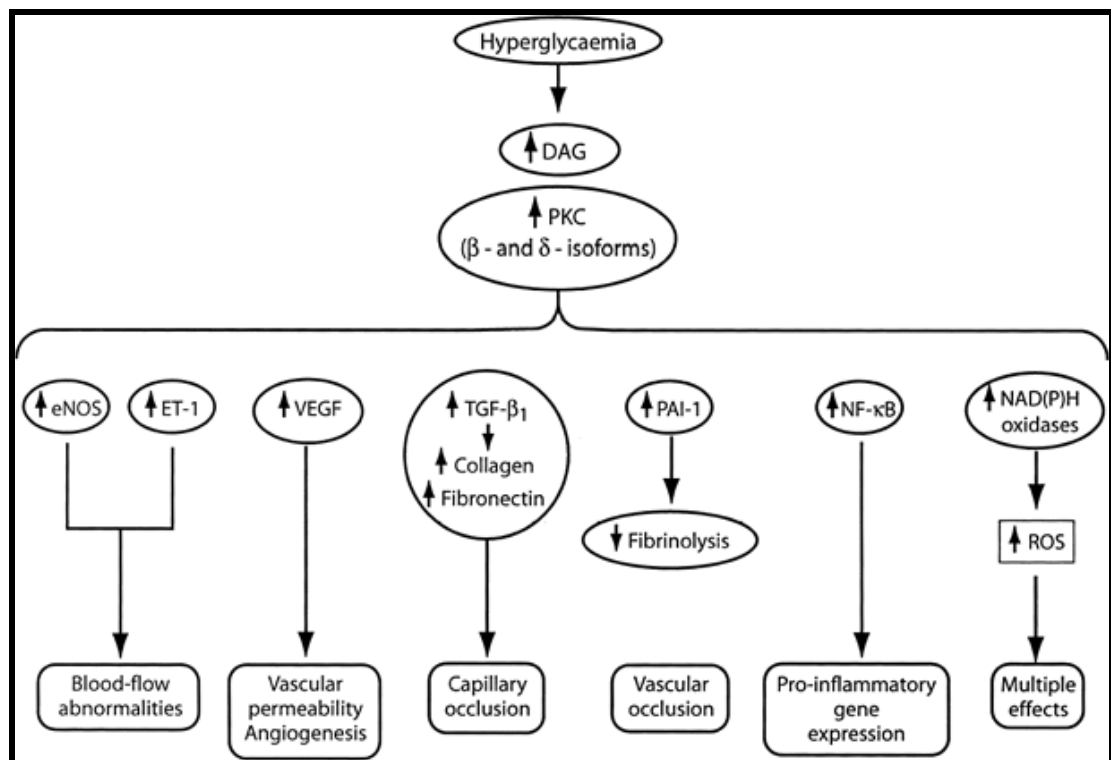 Hyperglycaemia
↑ DAG
↑ PKC
(β - and δ - isoforms)
↑ eNOS
↑ ET-1
↑ VEGF
↑ TGF-β₁
↑ Collagen
↑ Fibronectin
↑ PAI-1
↓ Fibrinolysis
↑ NF-κB
↑ NAD(P)H
oxidases
↑ ROS
Blood-flow
abnormalities
Vascular
permeability
Angiogenesis
Capillary
occlusion
Vascular
occlusion
Pro-inflammatory
gene
expression
Multiple
effects